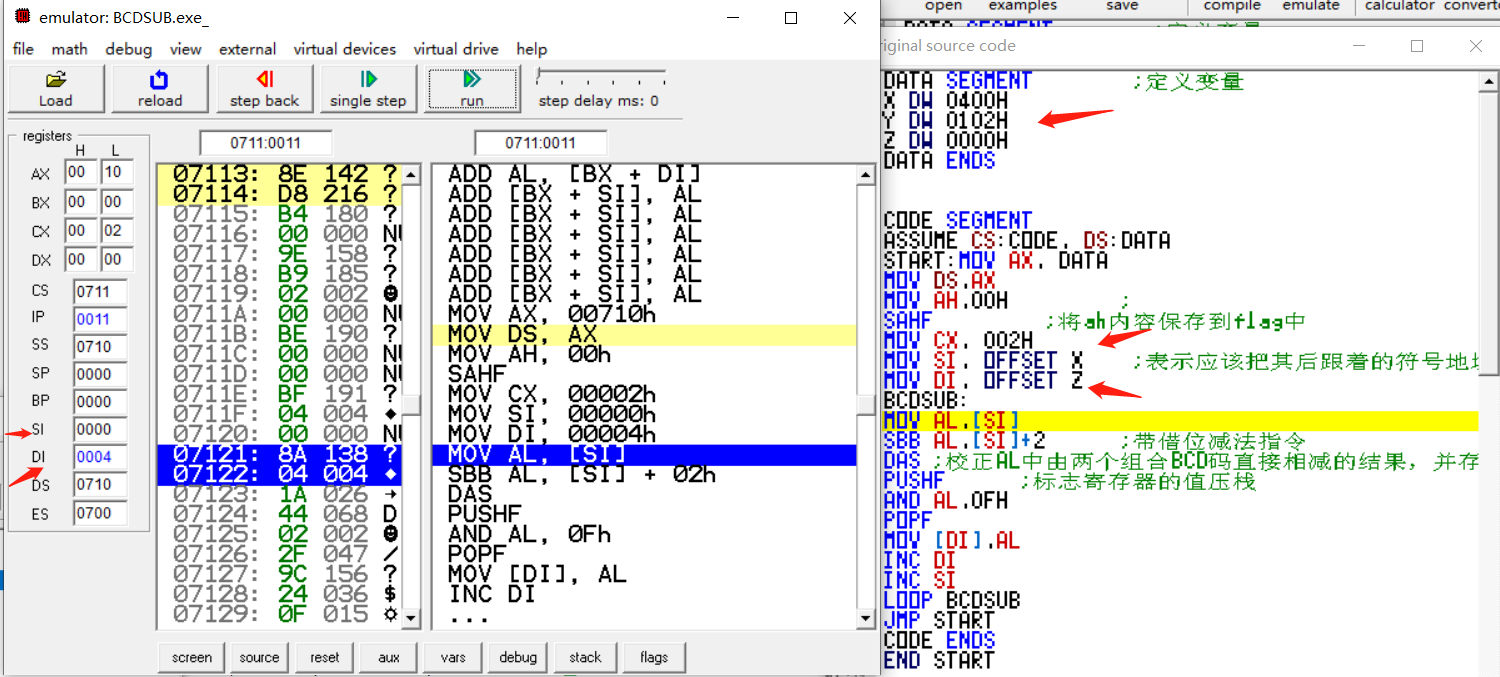 emulator: BCDSUB.exe_
file math debug view external virtual devices virtual drive help
Load reload step back single step run step delay ms: 0
registers
H L
AX 00 10
BX 00 00
CX 00 02
DX 00 00
CS 0711
IP 0011
SS 0710
SP 0000
BP 0000
SI 0000
DI 0004
DS 0710
ES 0700
0711:0011
07113: 8E 142 ?
07114: D8 216 ?
07115: B4 180 ?
07116: 00 000 NU
07117: 9E 158 ?
07118: B9 185 ?
07119: 02 002 ☻
0711A: 00 000 NU
0711B: BE 190 ?
0711C: 00 000 NU
0711D: 00 000 NU
0711E: BF 191 ?
0711F: 04 004 ♦
07120: 00 000 NU
07121: 8A 138 ?
07122: 04 004 ♦
07123: 1A 026 →
07124: 44 068 D
07125: 02 002 ☻
07126: 2F 047 /
07127: 9C 156 ?
07128: 24 036 $
07129: 0F 015 ☼
0711:0011
ADD AL, [BX + DI]
ADD [BX + SI], AL
ADD [BX + SI], AL
ADD [BX + SI], AL
ADD [BX + SI], AL
ADD [BX + SI], AL
ADD [BX + SI], AL
MOV AX, 00710h
MOV DS, AX
MOV AH, 00h
SAHF
MOV CX, 00002h
MOV SI, 00000h
MOV DI, 00004h
MOV AL, [SI]
SBB AL, [SI] + 02h
DAS
PUSHF
AND AL, 0Fh
POPF
MOV [DI], AL
INC DI
...
screen source reset aux vars debug stack flags
open examples save compile emulate calculator convert
riginal source code
DATA SEGMENT ;定义变量
X DW 0400H
Y DW 0102H
Z DW 0000H
DATA ENDS
CODE SEGMENT
ASSUME CS:CODE, DS:DATA
START:MOV AX, DATA
MOV DS,AX
MOV AH,00H ;
SAHF ;将ah内容保存到flag中
MOV CX, 002H
MOV SI, OFFSET X ;表示应该把其后跟着的符号地
MOV DI, OFFSET Z
BCDSUB:
MOV AL,[SI]
SBB AL,[SI]+2 ;带借位减法指令
DAS ;校正AL中由两个组合BCD码直接相减的结果，并存
PUSHF ;标志寄存器的值压栈
AND AL,0FH
POPF
MOV [DI],AL
INC DI
INC SI
LOOP BCDSUB
JMP START
CODE ENDS
END START